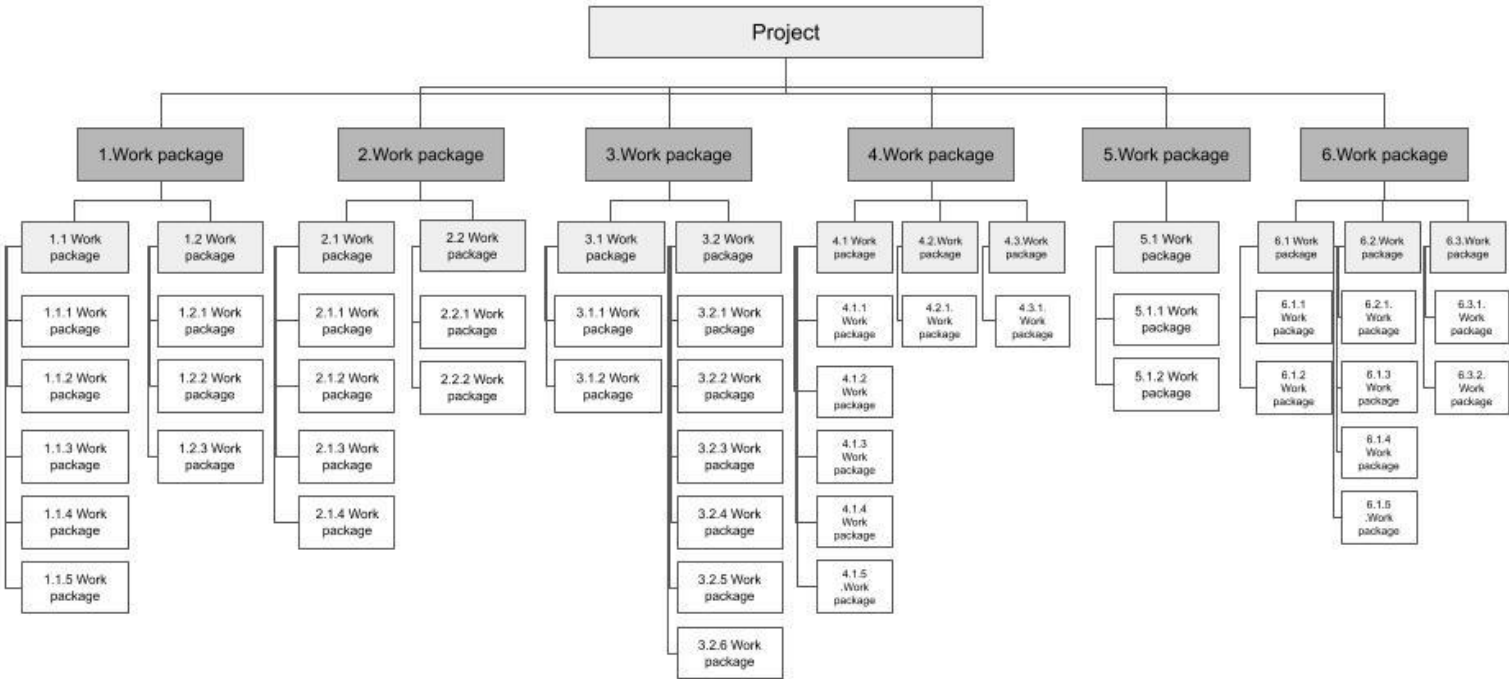 Project
1.Work package
2.Work package
3.Work package
4.Work package
5.Work package
6.Work package
1.1 Work
package
1.2 Work
package
2.1 Work
package
2.2 Work
package
3.1 Work
package
3.2 Work
package
4.1 Work
package
4.2.Work
package
4.3.Work
package
5.1 Work
package
6.1 Work
package
6.2.Work
package
6.3.Work
package
1.1.1 Work
package
1.2.1 Work
package
2.1.1 Work
package
2.2.1 Work
package
3.1.1 Work
package
3.2.1 Work
package
4.1.1
Work
package
4.2.1.
Work
package
4.3.1.
Work
package
5.1.1 Work
package
6.1.1
Work
package
6.2.1.
Work
package
6.3.1.
Work
package
1.1.2 Work
package
1.2.2 Work
package
2.1.2 Work
package
2.2.2 Work
package
3.1.2 Work
package
3.2.2 Work
package
4.1.2
Work
package
5.1.2 Work
package
6.1.2
Work
package
6.1.3
Work
package
6.3.2.
Work
package
1.1.3 Work
package
1.2.3 Work
package
2.1.3 Work
package
3.2.3 Work
package
4.1.3
Work
package
6.1.4
Work
package
1.1.4 Work
package
2.1.4 Work
package
3.2.4 Work
package
4.1.4
Work
package
6.1.5
.Work
package
1.1.5 Work
package
3.2.5 Work
package
4.1.5
.Work
package
3.2.6 Work
package